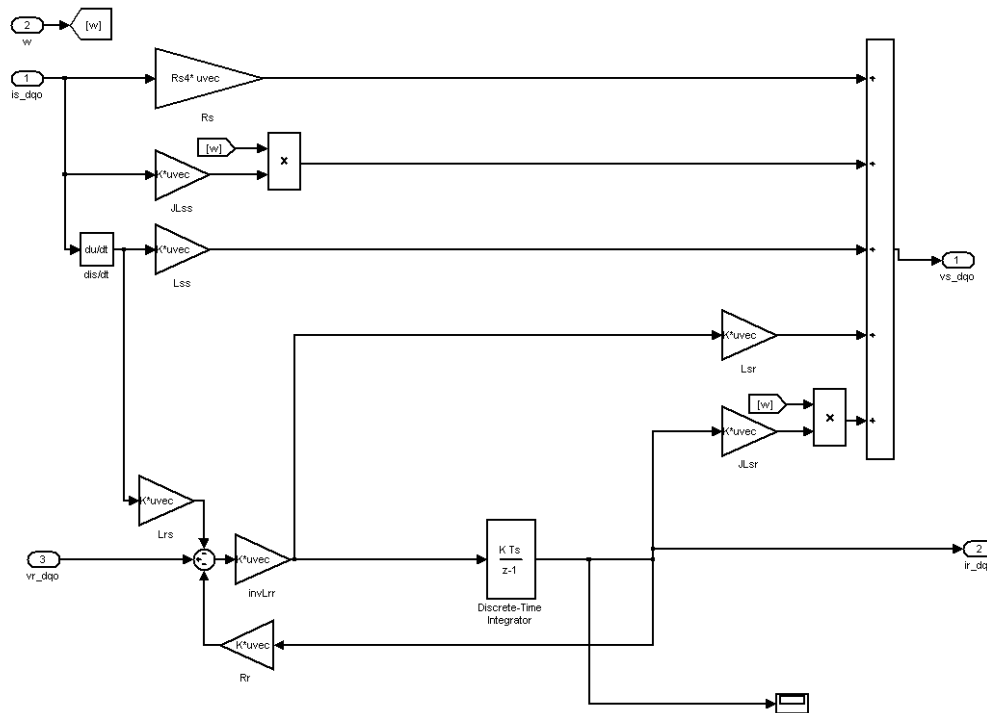 2
w
[w]
1
is_dqo
Rs4* uvec
Rs
[w]
×
K*uvec
JLss
du/dt
dis/dt
K*uvec
Lss
1
vs_dqo
K*uvec
Lsr
[w]
×
K*uvec
JLsr
K*uvec
Lrs
3
vr_dqo
K*uvec
invLrr
K Ts
z-1
Discrete-Time
Integrator
2
ir_dq
K*uvec
Rr